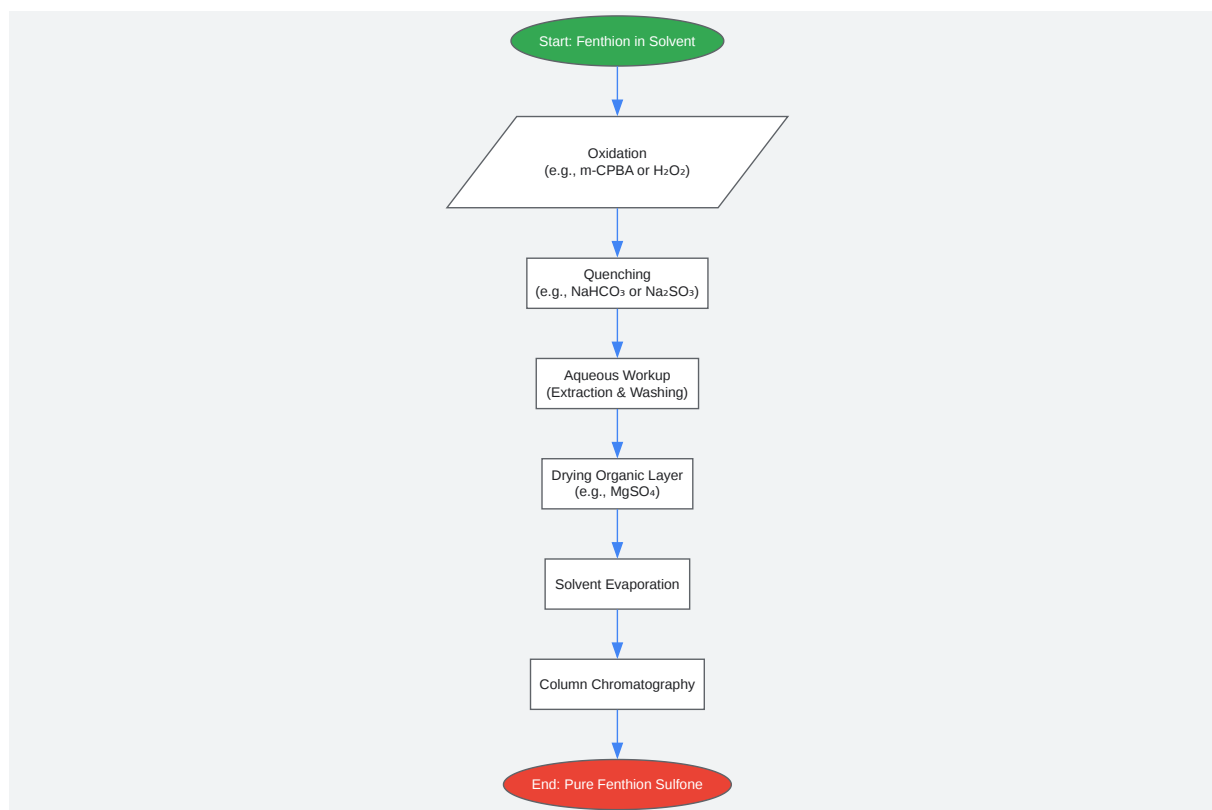 Start: Fenthion in Solvent
Oxidation
(e.g., m-CPBA or H₂O₂)
Quenching
(e.g., NaHCO₃ or Na₂SO₃)
Aqueous Workup
(Extraction & Washing)
Drying Organic Layer
(e.g., MgSO₄)
Solvent Evaporation
Column Chromatography
End: Pure Fenthion Sulfone